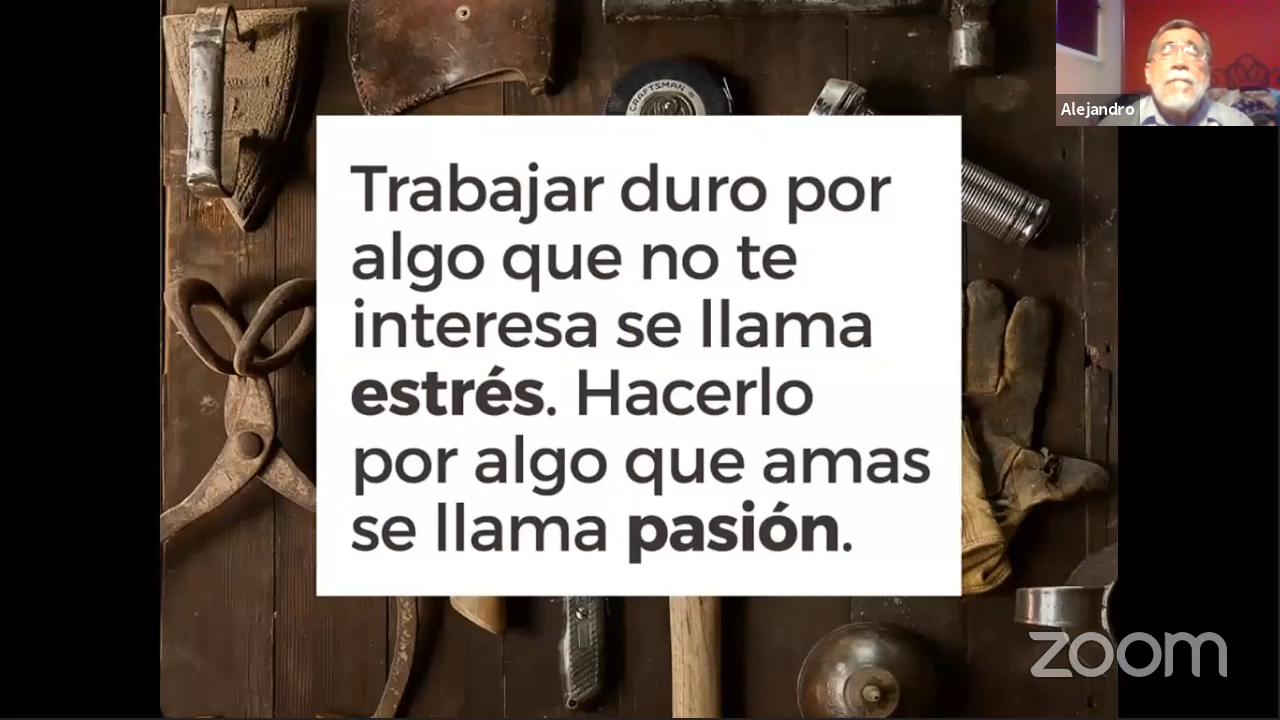 CRAFTSMAN
Alejandro
Trabajar duro por
algo que no te
interesa se llama
estrés. Hacerlo
por algo que amas
se llama pasión.
zoom